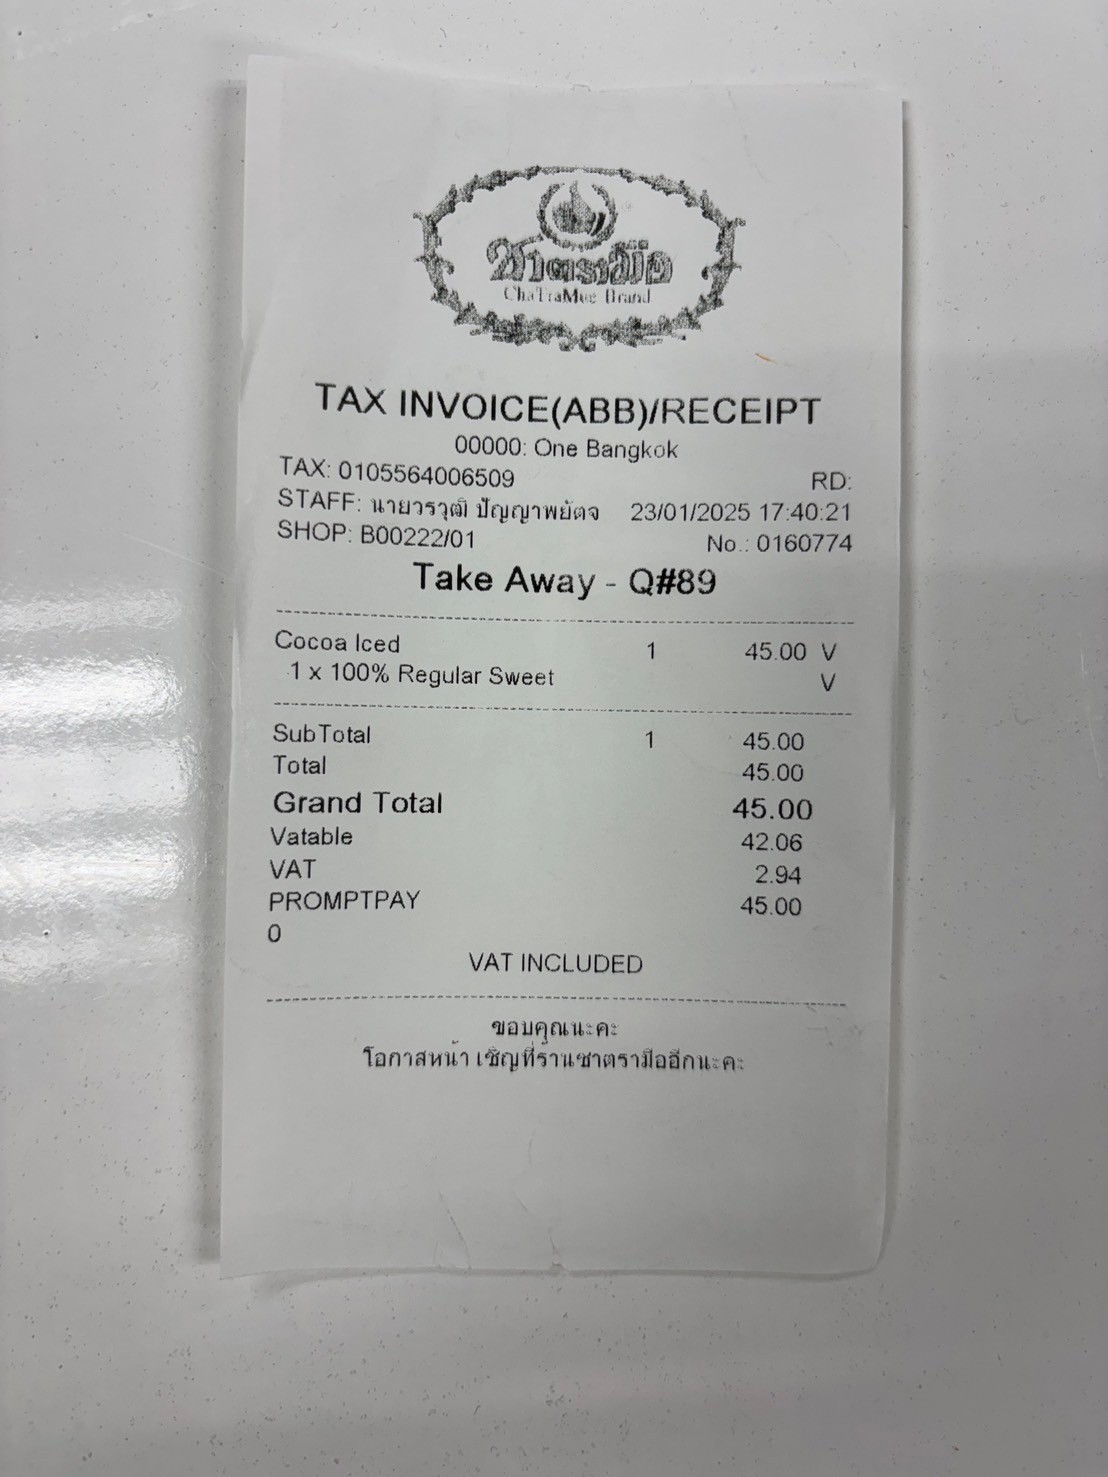 ชาตรามือ
ChaTraMue Brand
TAX INVOICE(ABB)/RECEIPT
00000: One Bangkok
TAX: 0105564006509 RD:
STAFF: นายวรวุฒิ ปัญญาพยัตจ 23/01/2025 17:40:21
SHOP: B00222/01 No.: 0160774
Take Away - Q#89
Cocoa Iced 1 45.00 V
1 x 100% Regular Sweet V
SubTotal 1 45.00
Total 45.00
Grand Total 45.00
Vatable 42.06
VAT 2.94
PROMPTPAY 45.00
0
VAT INCLUDED
ขอบคุณนะคะ
โอกาสหน้า เชิญที่ร้านชาตรามืออีกนะคะ